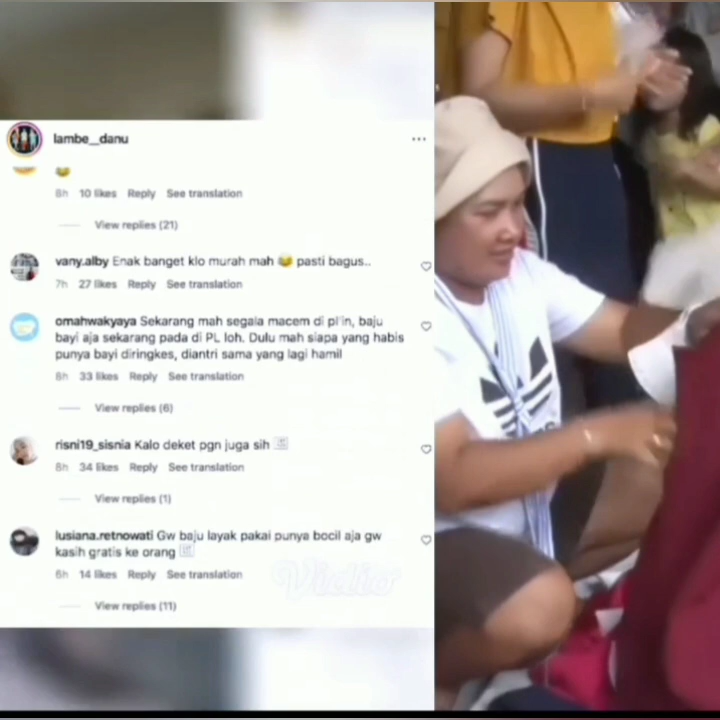 lambe__danu
8h 10 likes Reply See translation
View replies (21)
vany.alby Enak banget klo murah mah 😂 pasti bagus..
7h 27 likes Reply See translation
omahwakyaya Sekarang mah segala macem di pl'in, baju
bayi aja sekarang pada di PL loh. Dulu mah siapa yang habis
punya bayi diringkes, diantri sama yang lagi hamil
8h 33 likes Reply See translation
View replies (6)
risni19_sisnia Kalo deket pgn juga sih
8h 34 likes Reply See translation
View replies (1)
lusiana.retnowati Gw baju layak pakai punya bocil aja gw
kasih gratis ke orang
6h 14 likes Reply See translation
View replies (11)
Vidio